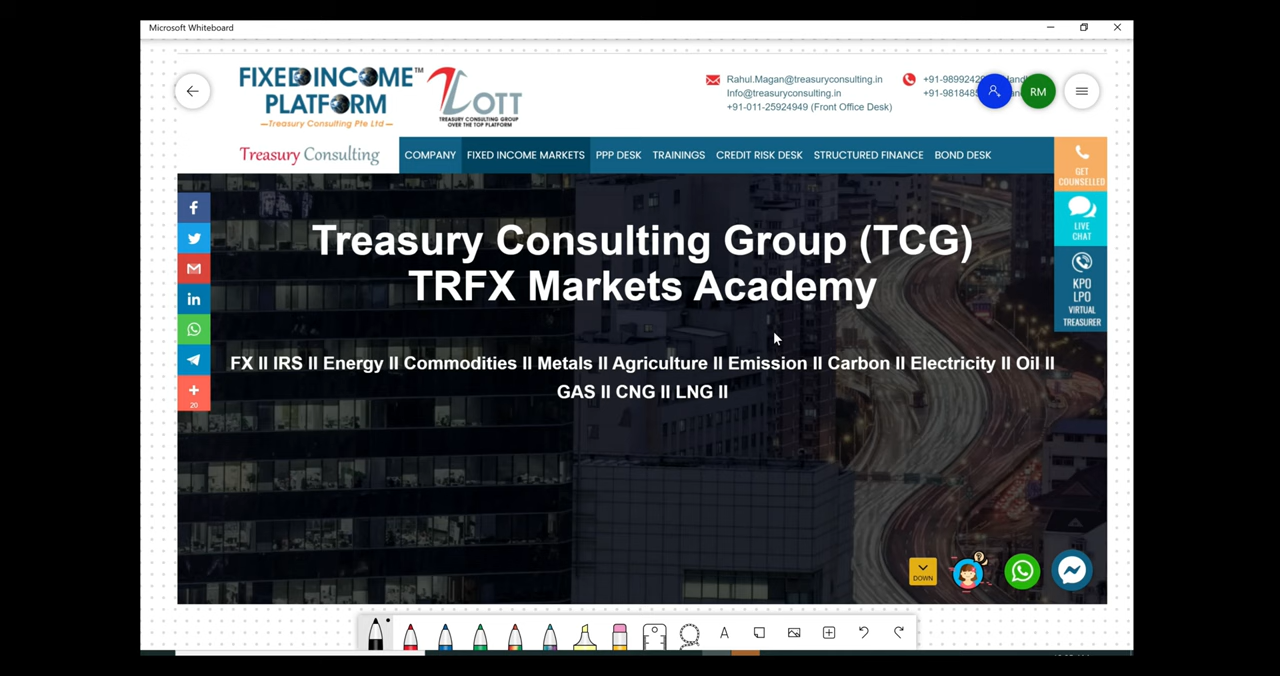 Microsoft Whiteboard
FIXED INCOME™
PLATFORM
Treasury Consulting Pte Ltd
OTT
TREASURY CONSULTING GROUP
OVER THE TOP PLATFORM
Rahul.Magan@treasuryconsulting.in
Info@treasuryconsulting.in
+91-011-25924949 (Front Office Desk)
RM
Treasury Consulting
COMPANY FIXED INCOME MARKETS PPP DESK TRAININGS CREDIT RISK DESK STRUCTURED FINANCE BOND DESK
GET
COUNSELLED
LIVE
CHAT
KPO
LPO
VIRTUAL
TREASURER
Treasury Consulting Group (TCG)
TRFX Markets Academy
FX II IRS II Energy II Commodities II Metals II Agriculture II Emission II Carbon II Electricity II Oil II
GAS II CNG II LNG II
20
DOWN